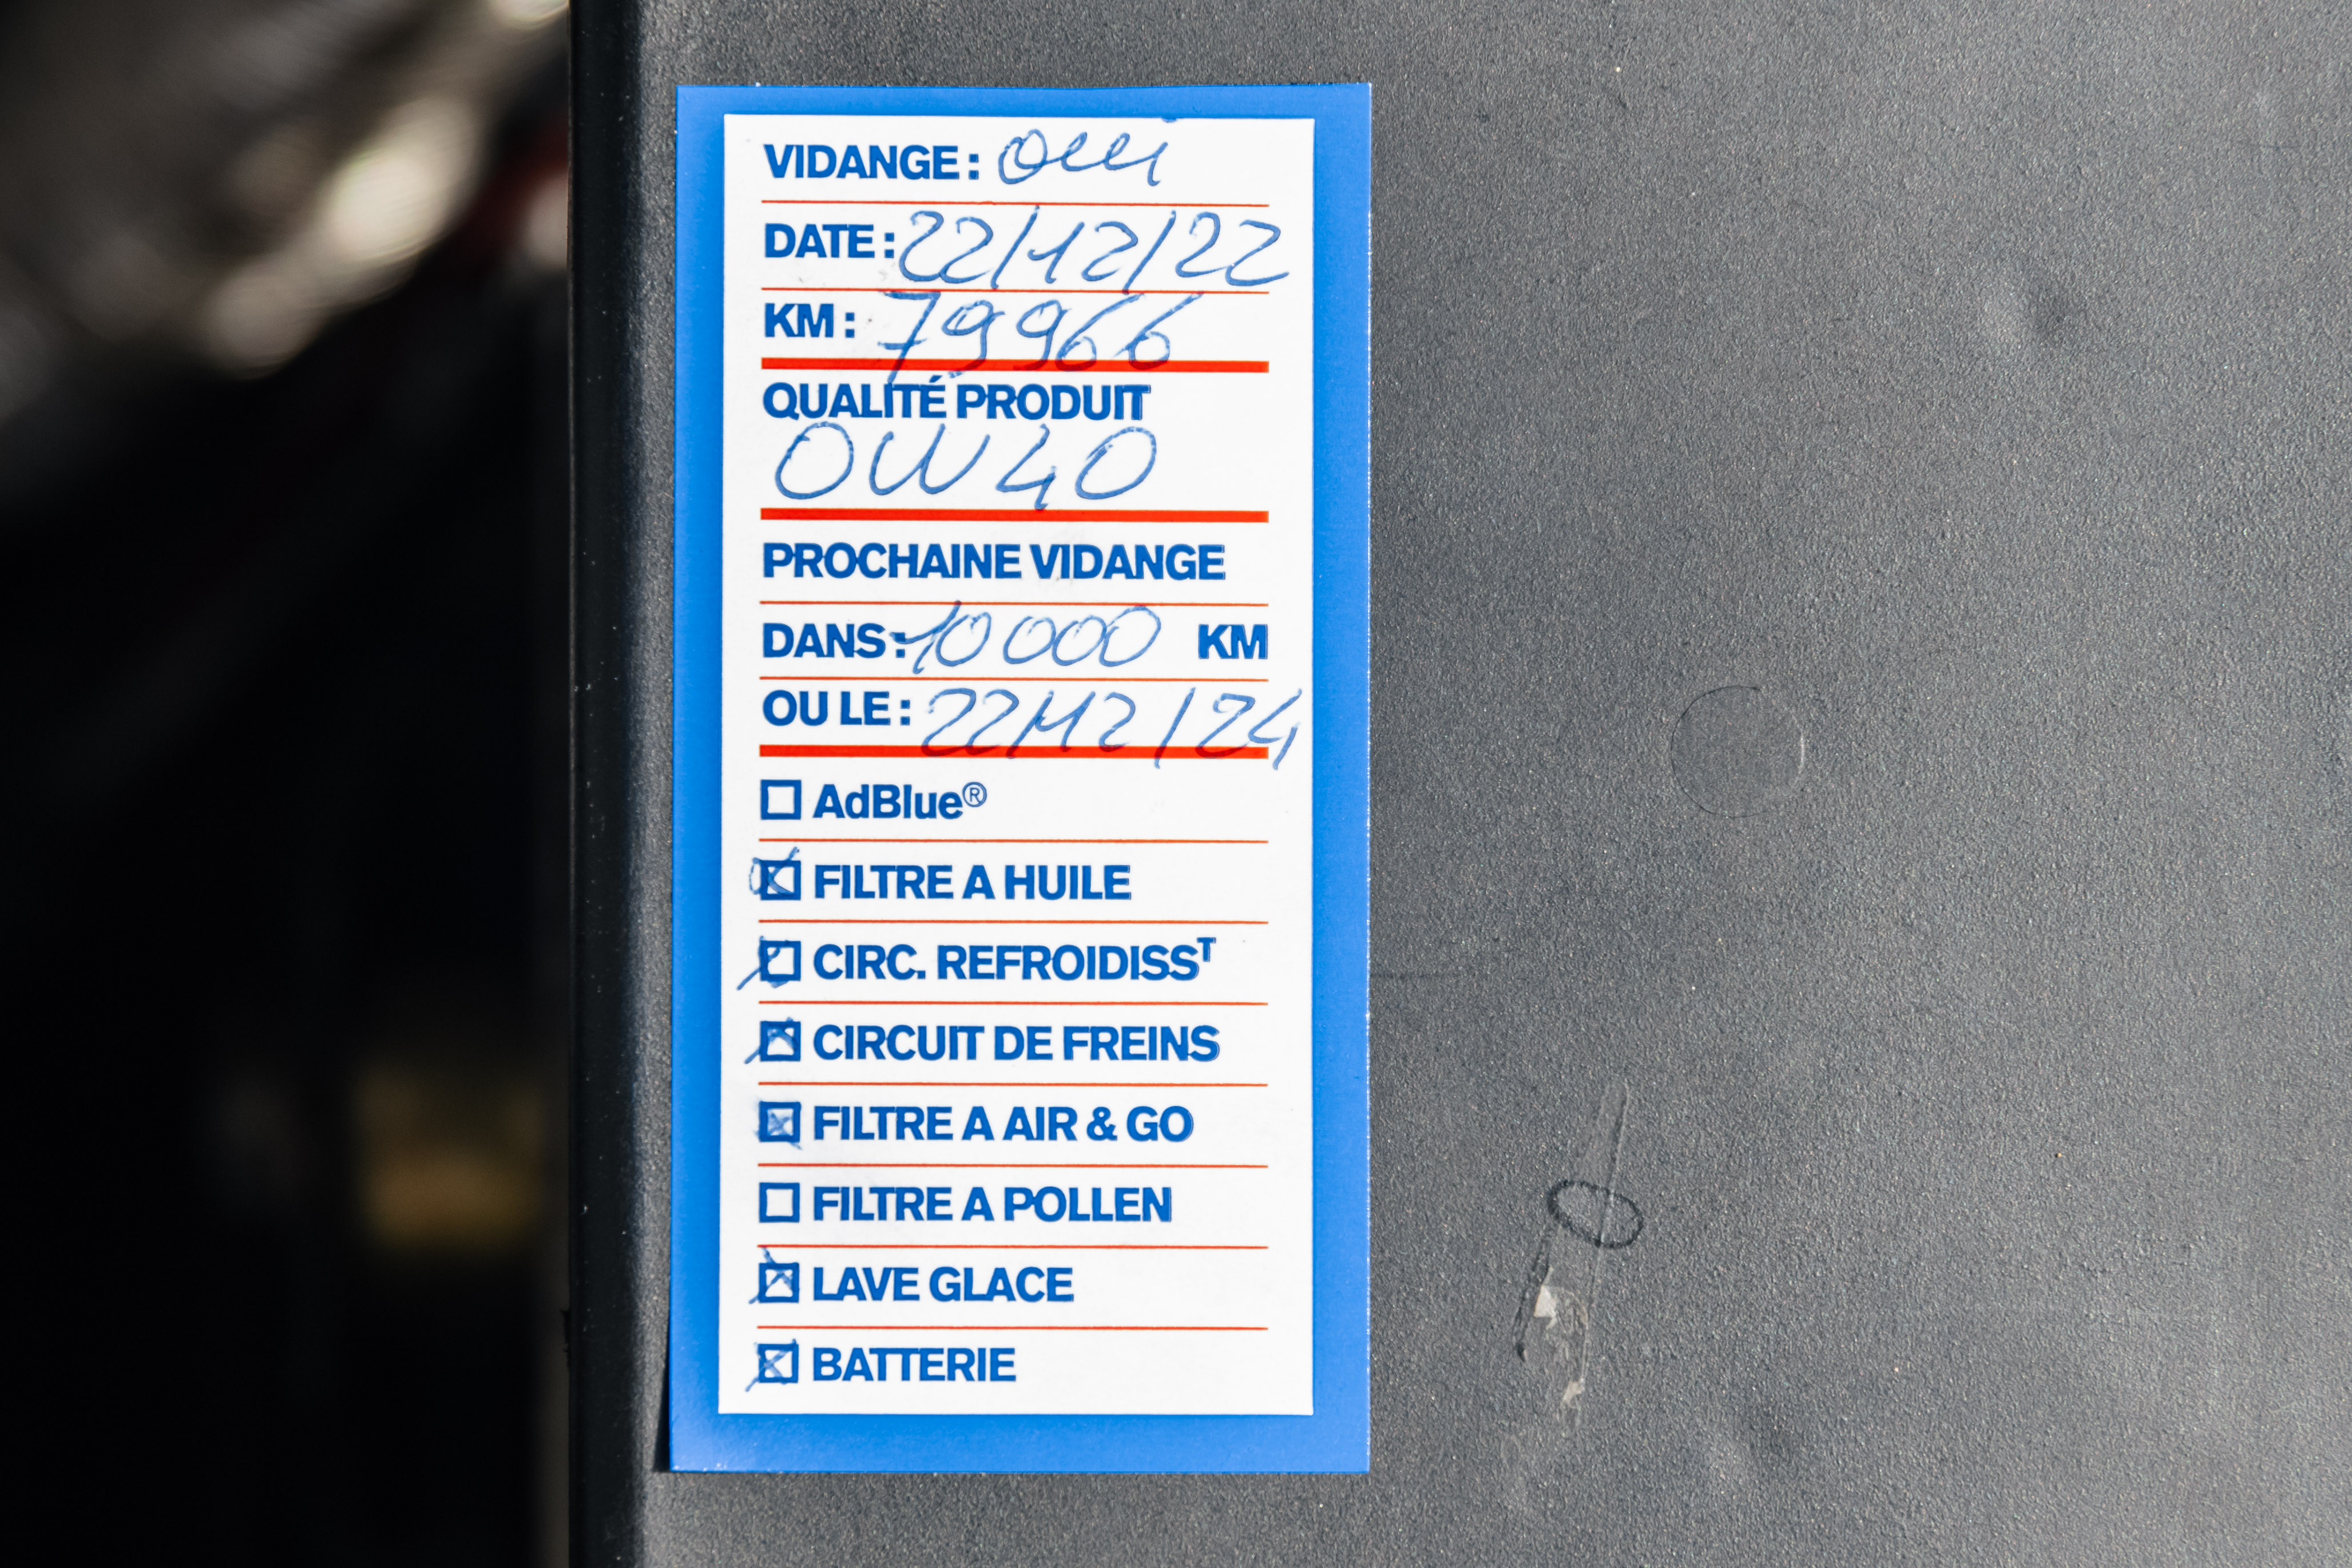 VIDANGE : Oui
DATE : 22/12/22
KM : 79966
QUALITÉ PRODUIT
0W40
PROCHAINE VIDANGE
DANS : 10 000 KM
OU LE : 22/12/24
☐ AdBlue®
☒ FILTRE A HUILE
☒ CIRC. REFROIDISSᵀ
☒ CIRCUIT DE FREINS
☒ FILTRE A AIR & GO
☐ FILTRE A POLLEN
☒ LAVE GLACE
☒ BATTERIE